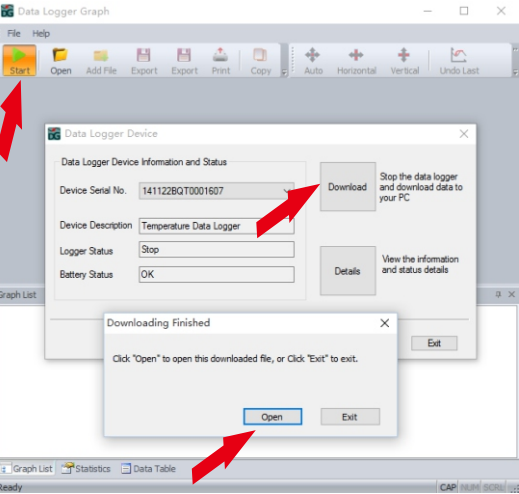 Data Logger Graph
File Help
Start Open Add File Export Export Print Copy Auto Horizontal Vertical Undo Last
Data Logger Device
Data Logger Device Information and Status
Device Serial No. 141122BQT0001607
Download
Stop the data logger
and download data to
your PC
Device Description Temperature Data Logger
Logger Status Stop
Battery Status OK
Details
View the information
and status details
Graph List
Exit
Downloading Finished
Click "Open" to open this downloaded file, or Click "Exit" to exit.
Open Exit
Graph List Statistics Data Table
Ready CAP NUM SCRL